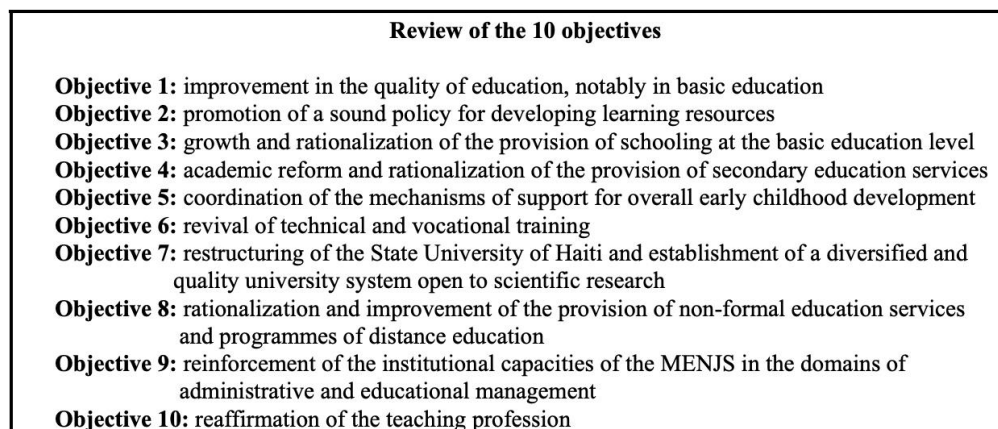 Review of the 10 objectives
Objective 1: improvement in the quality of education, notably in basic education
Objective 2: promotion of a sound policy for developing learning resources
Objective 3: growth and rationalization of the provision of schooling at the basic education level
Objective 4: academic reform and rationalization of the provision of secondary education services
Objective 5: coordination of the mechanisms of support for overall early childhood development
Objective 6: revival of technical and vocational training
Objective 7: restructuring of the State University of Haiti and establishment of a diversified and
quality university system open to scientific research
Objective 8: rationalization and improvement of the provision of non-formal education services
and programmes of distance education
Objective 9: reinforcement of the institutional capacities of the MENJS in the domains of
administrative and educational management
Objective 10: reaffirmation of the teaching profession